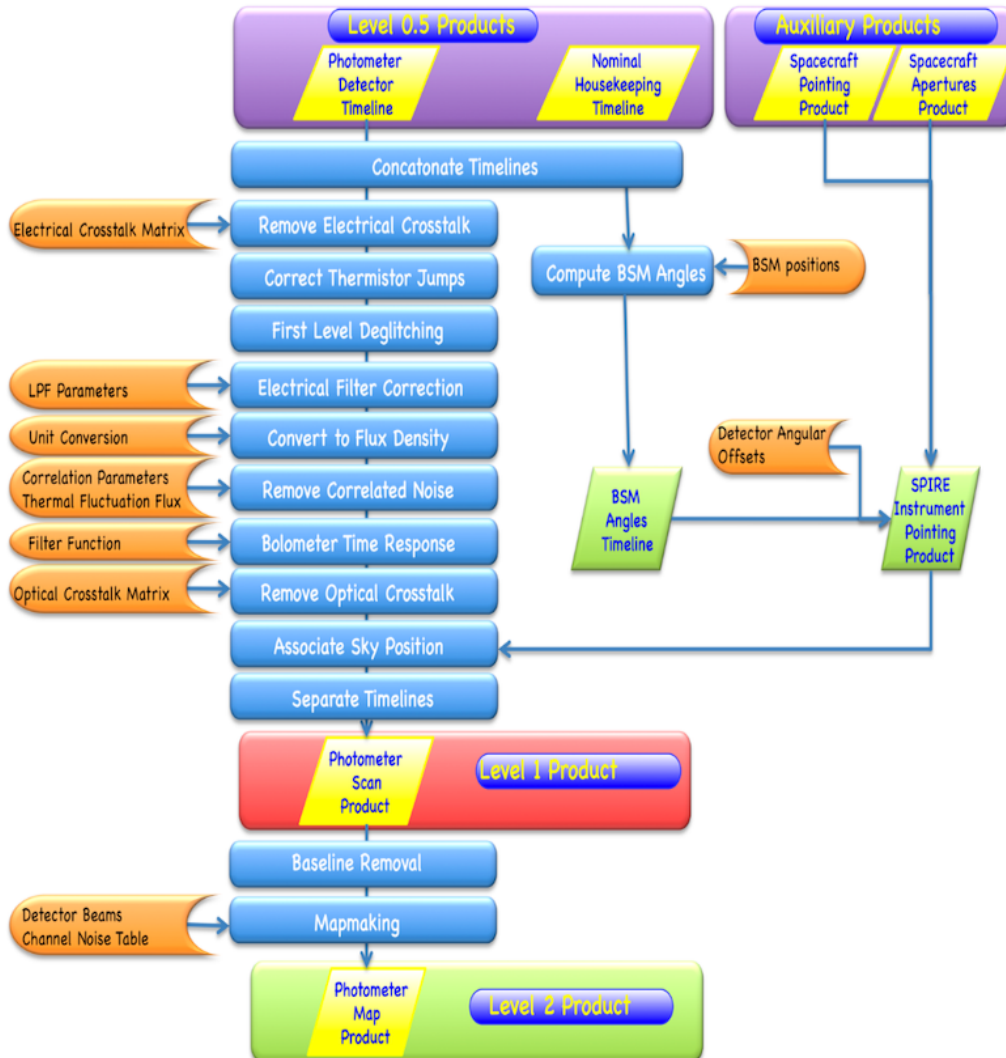 Level 0.5 Products
Auxiliary Products
Photometer
Detector
Timeline
Nominal
Housekeeping
Timeline
Spacecraft
Pointing
Product
Spacecraft
Apertures
Product
Concatonate Timelines
Electrical Crosstalk Matrix
Remove Electrical Crosstalk
Compute BSM Angles
BSM positions
Correct Thermistor Jumps
First Level Deglitching
LPF Parameters
Electrical Filter Correction
Unit Conversion
Convert to Flux Density
Detector Angular
Offsets
Correlation Parameters
Thermal Fluctuation Flux
Remove Correlated Noise
BSM
Angles
Timeline
SPIRE
Instrument
Pointing
Product
Filter Function
Bolometer Time Response
Optical Crosstalk Matrix
Remove Optical Crosstalk
Associate Sky Position
Separate Timelines
Photometer
Scan
Product
Level 1 Product
Baseline Removal
Detector Beams
Channel Noise Table
Mapmaking
Photometer
Map
Product
Level 2 Product